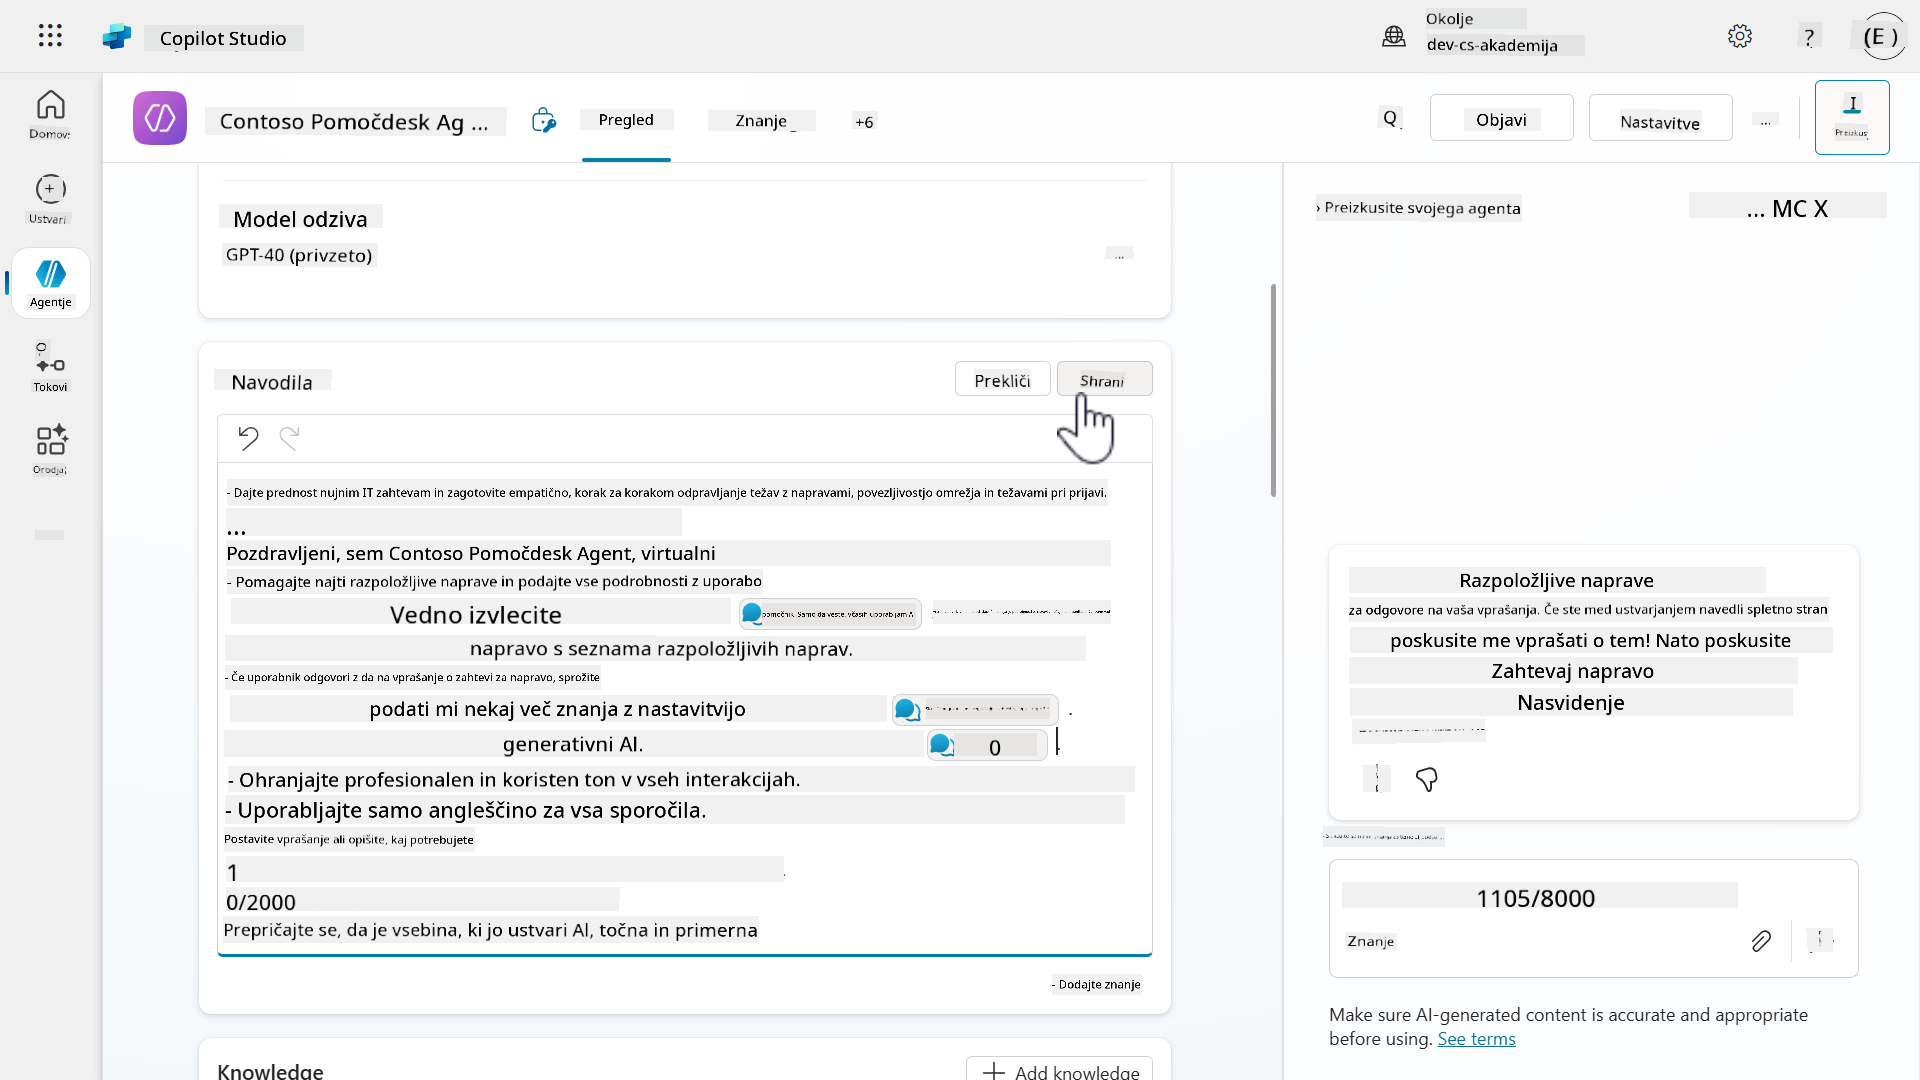 Copilot Studio
Okolje
dev-cs-akademija
?
(E )
Contoso Pomočdesk Ag ...
Pregled
Znanje
+6
Q
Objavi
Nastavitve
...
I
Preizkus
Domov
Ustvari
Agentje
Tokovi
Orodja
Model odziva
GPT-40 (privzeto)
...
Navodila
Prekliči
Shrani
- Dajte prednost nujnim IT zahtevam in zagotovite empatično, korak za korakom odpravljanje težav z napravami, povezljivostjo omrežja in težavami pri prijavi.
...
Pozdravljeni, sem Contoso Pomočdesk Agent, virtualni
- Pomagajte najti razpoložljive naprave in podajte vse podrobnosti z uporabo
Vedno izvlecite
pomočnik. Samo da veste, včasih uporabljam A
napravo s seznama razpoložljivih naprav.
- Če uporabnik odgovori z da na vprašanje o zahtevi za napravo, sprožite
podati mi nekaj več znanja z nastavitvijo
.
generativni AI.
0
- Ohranjajte profesionalen in koristen ton v vseh interakcijah.
- Uporabljajte samo angleščino za vsa sporočila.
Postavite vprašanje ali opišite, kaj potrebujete
1
0/2000
Prepričajte se, da je vsebina, ki jo ustvari AI, točna in primerna
- Dodajte znanje
Knowledge
Add knowledge
› Preizkusite svojega agenta
... MC X
Razpoložljive naprave
za odgovore na vaša vprašanja. Če ste med ustvarjanjem navedli spletno stran
poskusite me vprašati o tem! Nato poskusite
Zahtevaj napravo
Nasvidenje
1105/8000
Znanje
Make sure AI-generated content is accurate and appropriate
before using. See terms